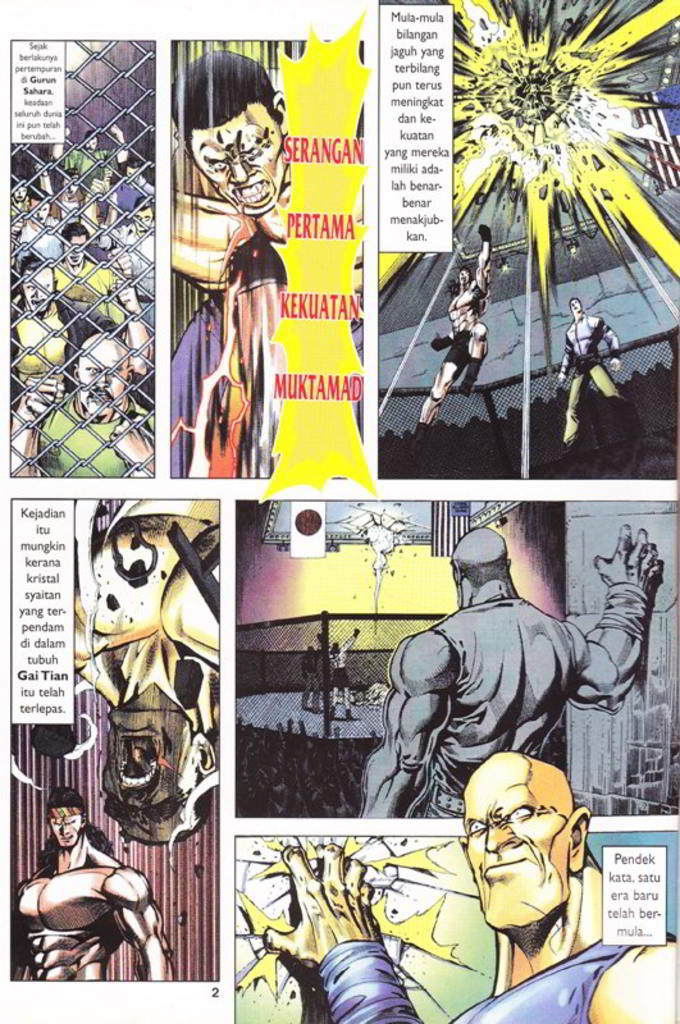 Sejak
berlakunya
pertempuran
di Gurun
Sahara,
keadaan
seluruh dunia
ini pun telah
berubah...
SERANGAN
PERTAMA
KEKUATAN
MUKTAMAD
Mula-mula
bilangan
jaguh yang
terbilang
pun terus
meningkat
dan ke-
kuatan
yang mereka
miliki ada-
lah benar-
benar
menakjub-
kan.
Kejadian
itu
mungkin
kerana
kristal
syaitan
yang ter-
pendam
di dalam
tubuh
Gai Tian
itu telah
terlepas.
Pendek
kata, satu
era baru
telah ber-
mula...
2